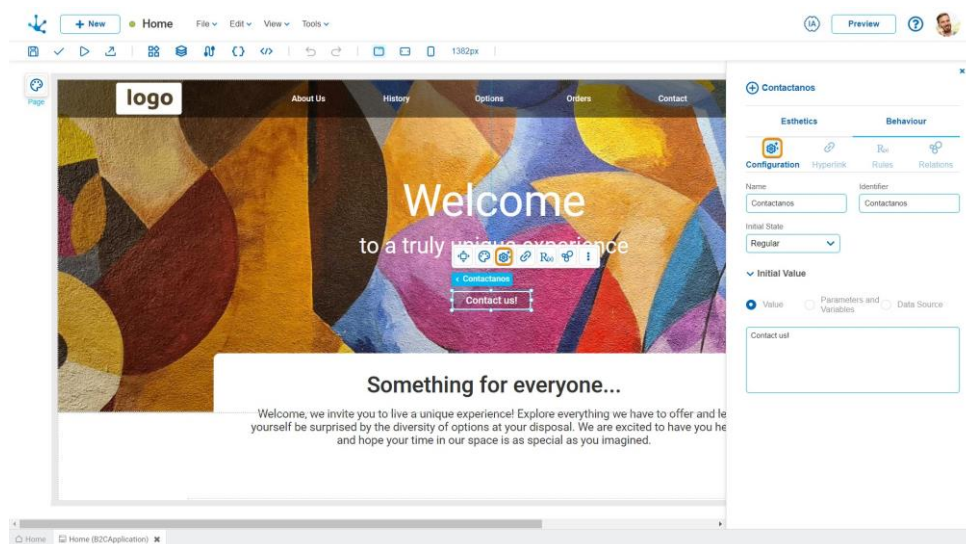 + New
Home
File
Edit
View
Tools
IA
Preview
?
1382px
Page
logo
About Us
History
Options
Orders
Contact
Welcome
to a truly unique experience
R(x)
Contactanos
Contact us!
Something for everyone...
Welcome, we invite you to live a unique experience! Explore everything we have to offer and le
yourself be surprised by the diversity of options at your disposal. We are excited to have you he
and hope your time in our space is as special as you imagined.
Contactanos
Esthetics
Behaviour
Configuration
Hyperlink
Rules
Relations
Name
Identifier
Contactanos
Contactanos
Initial State
Regular
Initial Value
Value
Parameters and
Variables
Data Source
Contact us!
Home
Home (B2CApplication)